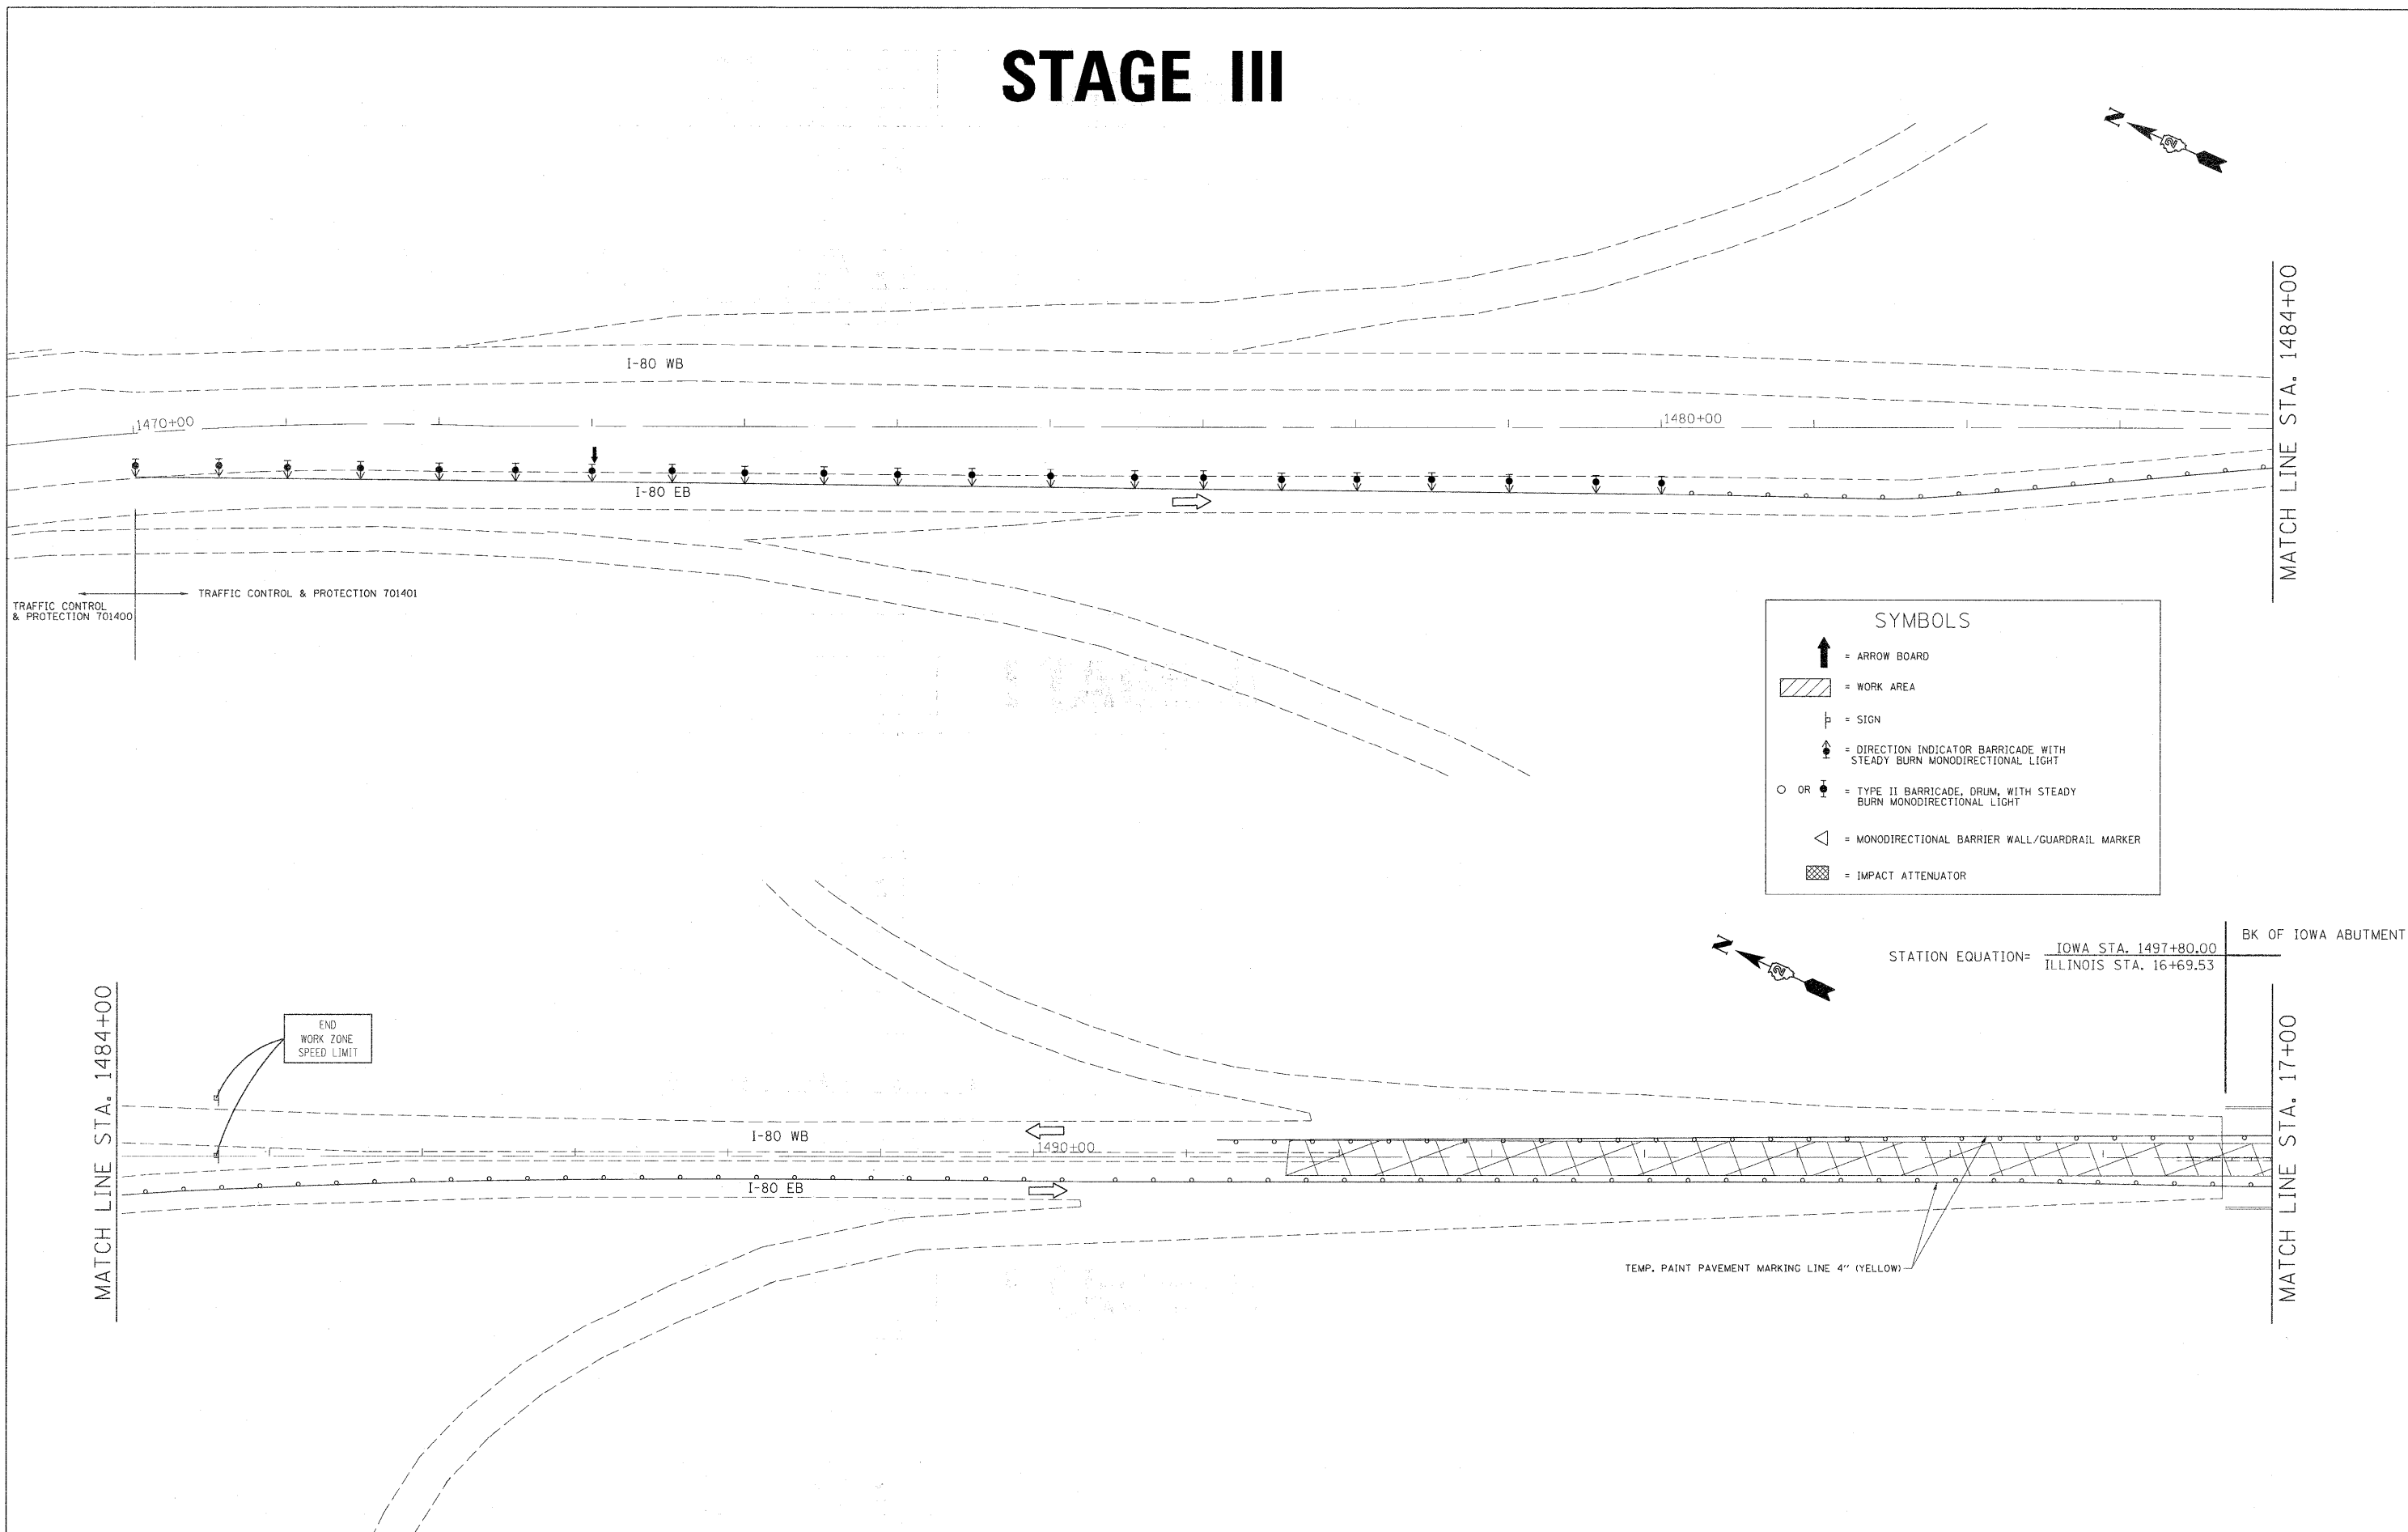 STAGE III
N
2
MATCH LINE STA. 1484+00
I-80 WB
1470+00
1480+00
I-80 EB
TRAFFIC CONTROL
& PROTECTION 701400
TRAFFIC CONTROL & PROTECTION 701401
SYMBOLS
= ARROW BOARD
= WORK AREA
= SIGN
= DIRECTION INDICATOR BARRICADE WITH
STEADY BURN MONODIRECTIONAL LIGHT
OR = TYPE II BARRICADE, DRUM, WITH STEADY
BURN MONODIRECTIONAL LIGHT
= MONODIRECTIONAL BARRIER WALL/GUARDRAIL MARKER
= IMPACT ATTENUATOR
N
2
STATION EQUATION=
IOWA STA. 1497+80.00
ILLINOIS STA. 16+69.53
BK OF IOWA ABUTMENT
MATCH LINE STA. 1484+00
END
WORK ZONE
SPEED LIMIT
I-80 WB
1490+00
I-80 EB
TEMP. PAINT PAVEMENT MARKING LINE 4" (YELLOW)
MATCH LINE STA. 17+00